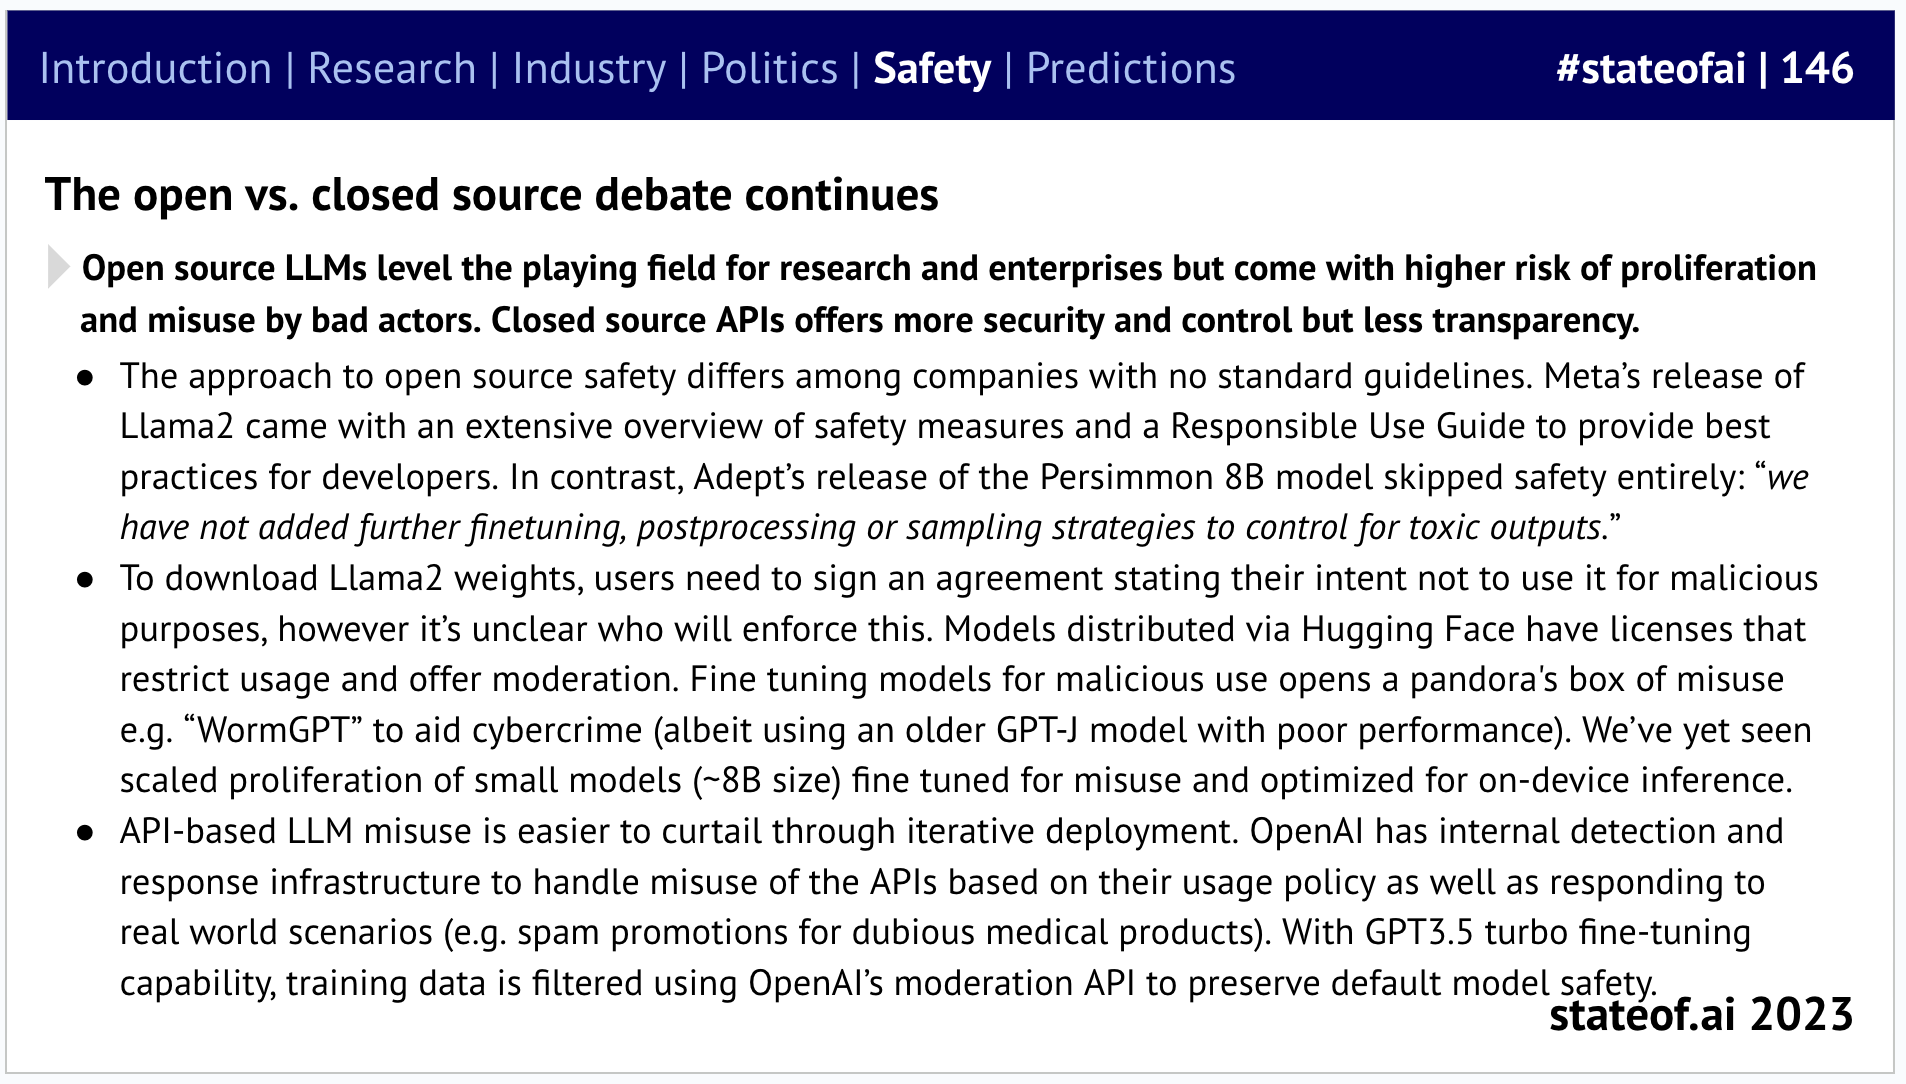 Introduction | Research | Industry | Politics | Safety | Predictions
#stateofai | 146
The open vs. closed source debate continues
Open source LLMs level the playing field for research and enterprises but come with higher risk of proliferation
and misuse by bad actors. Closed source APIs offers more security and control but less transparency.
● The approach to open source safety differs among companies with no standard guidelines. Meta’s release of
Llama2 came with an extensive overview of safety measures and a Responsible Use Guide to provide best
practices for developers. In contrast, Adept’s release of the Persimmon 8B model skipped safety entirely: “we
have not added further finetuning, postprocessing or sampling strategies to control for toxic outputs.”
● To download Llama2 weights, users need to sign an agreement stating their intent not to use it for malicious
purposes, however it’s unclear who will enforce this. Models distributed via Hugging Face have licenses that
restrict usage and offer moderation. Fine tuning models for malicious use opens a pandora's box of misuse
e.g. “WormGPT” to aid cybercrime (albeit using an older GPT-J model with poor performance). We’ve yet seen
scaled proliferation of small models (~8B size) fine tuned for misuse and optimized for on-device inference.
● API-based LLM misuse is easier to curtail through iterative deployment. OpenAI has internal detection and
response infrastructure to handle misuse of the APIs based on their usage policy as well as responding to
real world scenarios (e.g. spam promotions for dubious medical products). With GPT3.5 turbo fine-tuning
capability, training data is filtered using OpenAI’s moderation API to preserve default model safety.
stateof.ai 2023